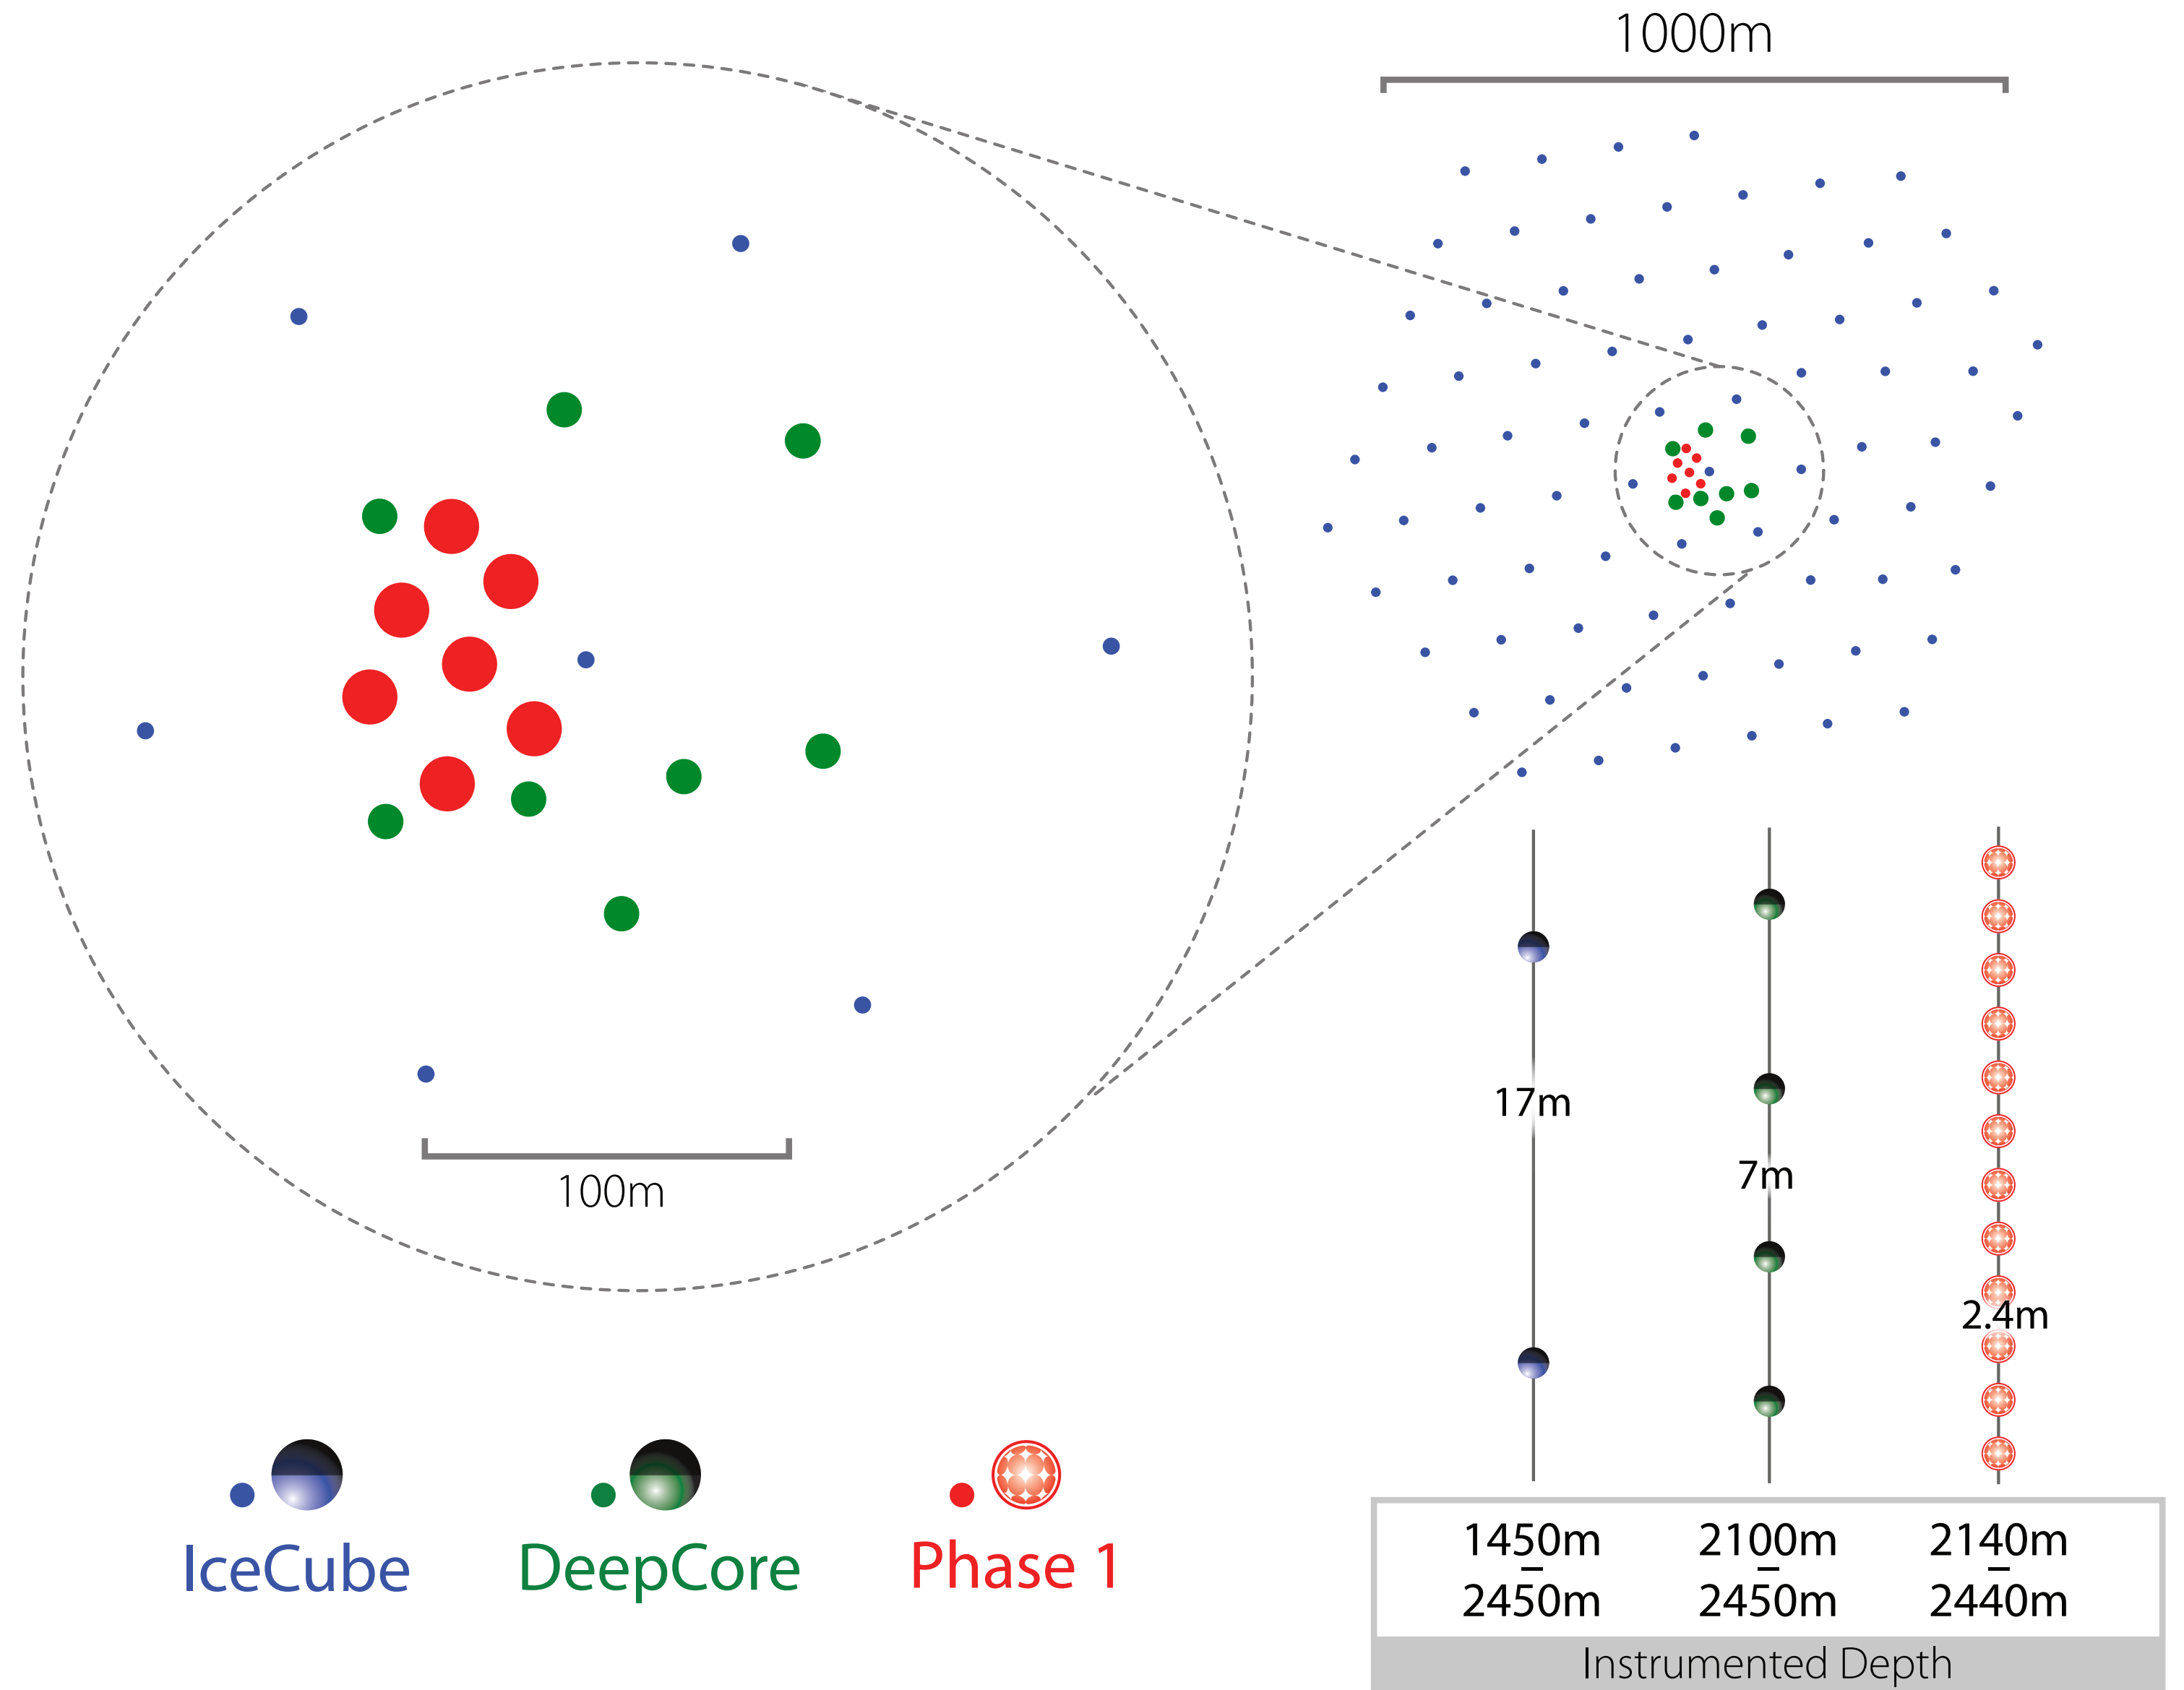 1000m
100m
17m
7m
2.4m
IceCube
DeepCore
Phase 1
1450m
–
2450m
2100m
–
2450m
2140m
–
2440m
Instrumented Depth